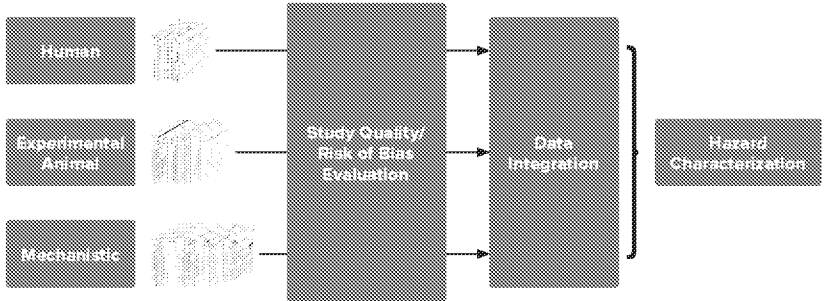 Human
Experimental
Animal
Mechanistic
Study Quality/
Risk of Bias
Evaluation
Data
Integration
Hazard
Characterization